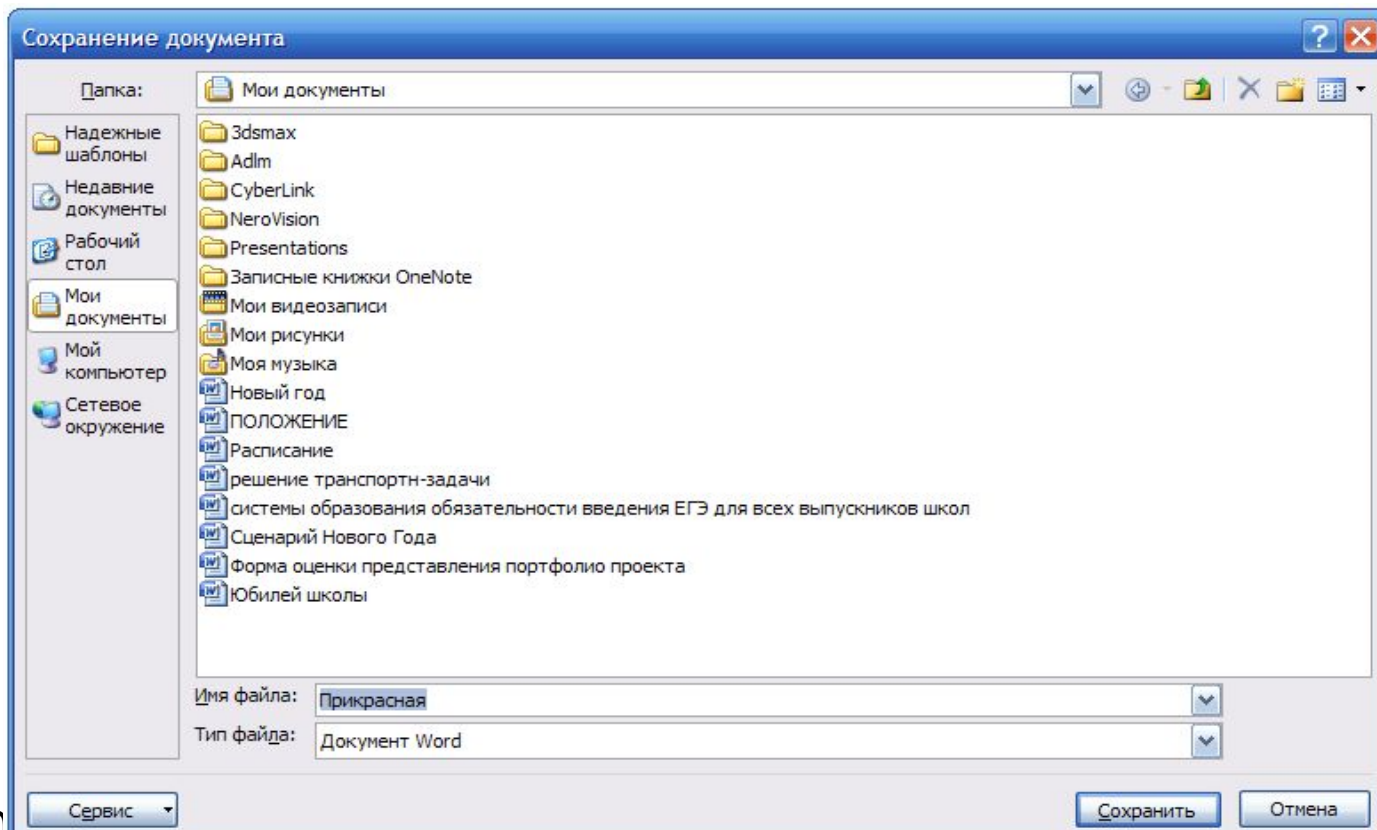 Сохранение документа
Папка:
Мои документы
Надежные
шаблоны
Недавние
документы
Рабочий
стол
Мои
документы
Мой
компьютер
Сетевое
окружение
3dsmax
Adlm
CyberLink
NeroVision
Presentations
Записные книжки OneNote
Мои видеозаписи
Мои рисунки
Моя музыка
Новый год
ПОЛОЖЕНИЕ
Расписание
решение транспортн-задачи
системы образования обязательности введения ЕГЭ для всех выпускников школ
Сценарий Нового Года
Форма оценки представления портфолио проекта
Юбилей школы
Имя файла: Прикрасная
Тип файла: Документ Word
Сервис
Сохранить
Отмена